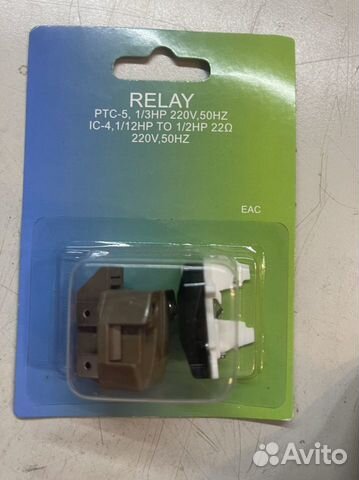 RELAY
PTC-5, 1/3HP 220V,50HZ
IC-4,1/12HP TO 1/2HP 22Ω
220V,50HZ
EAC
Avito